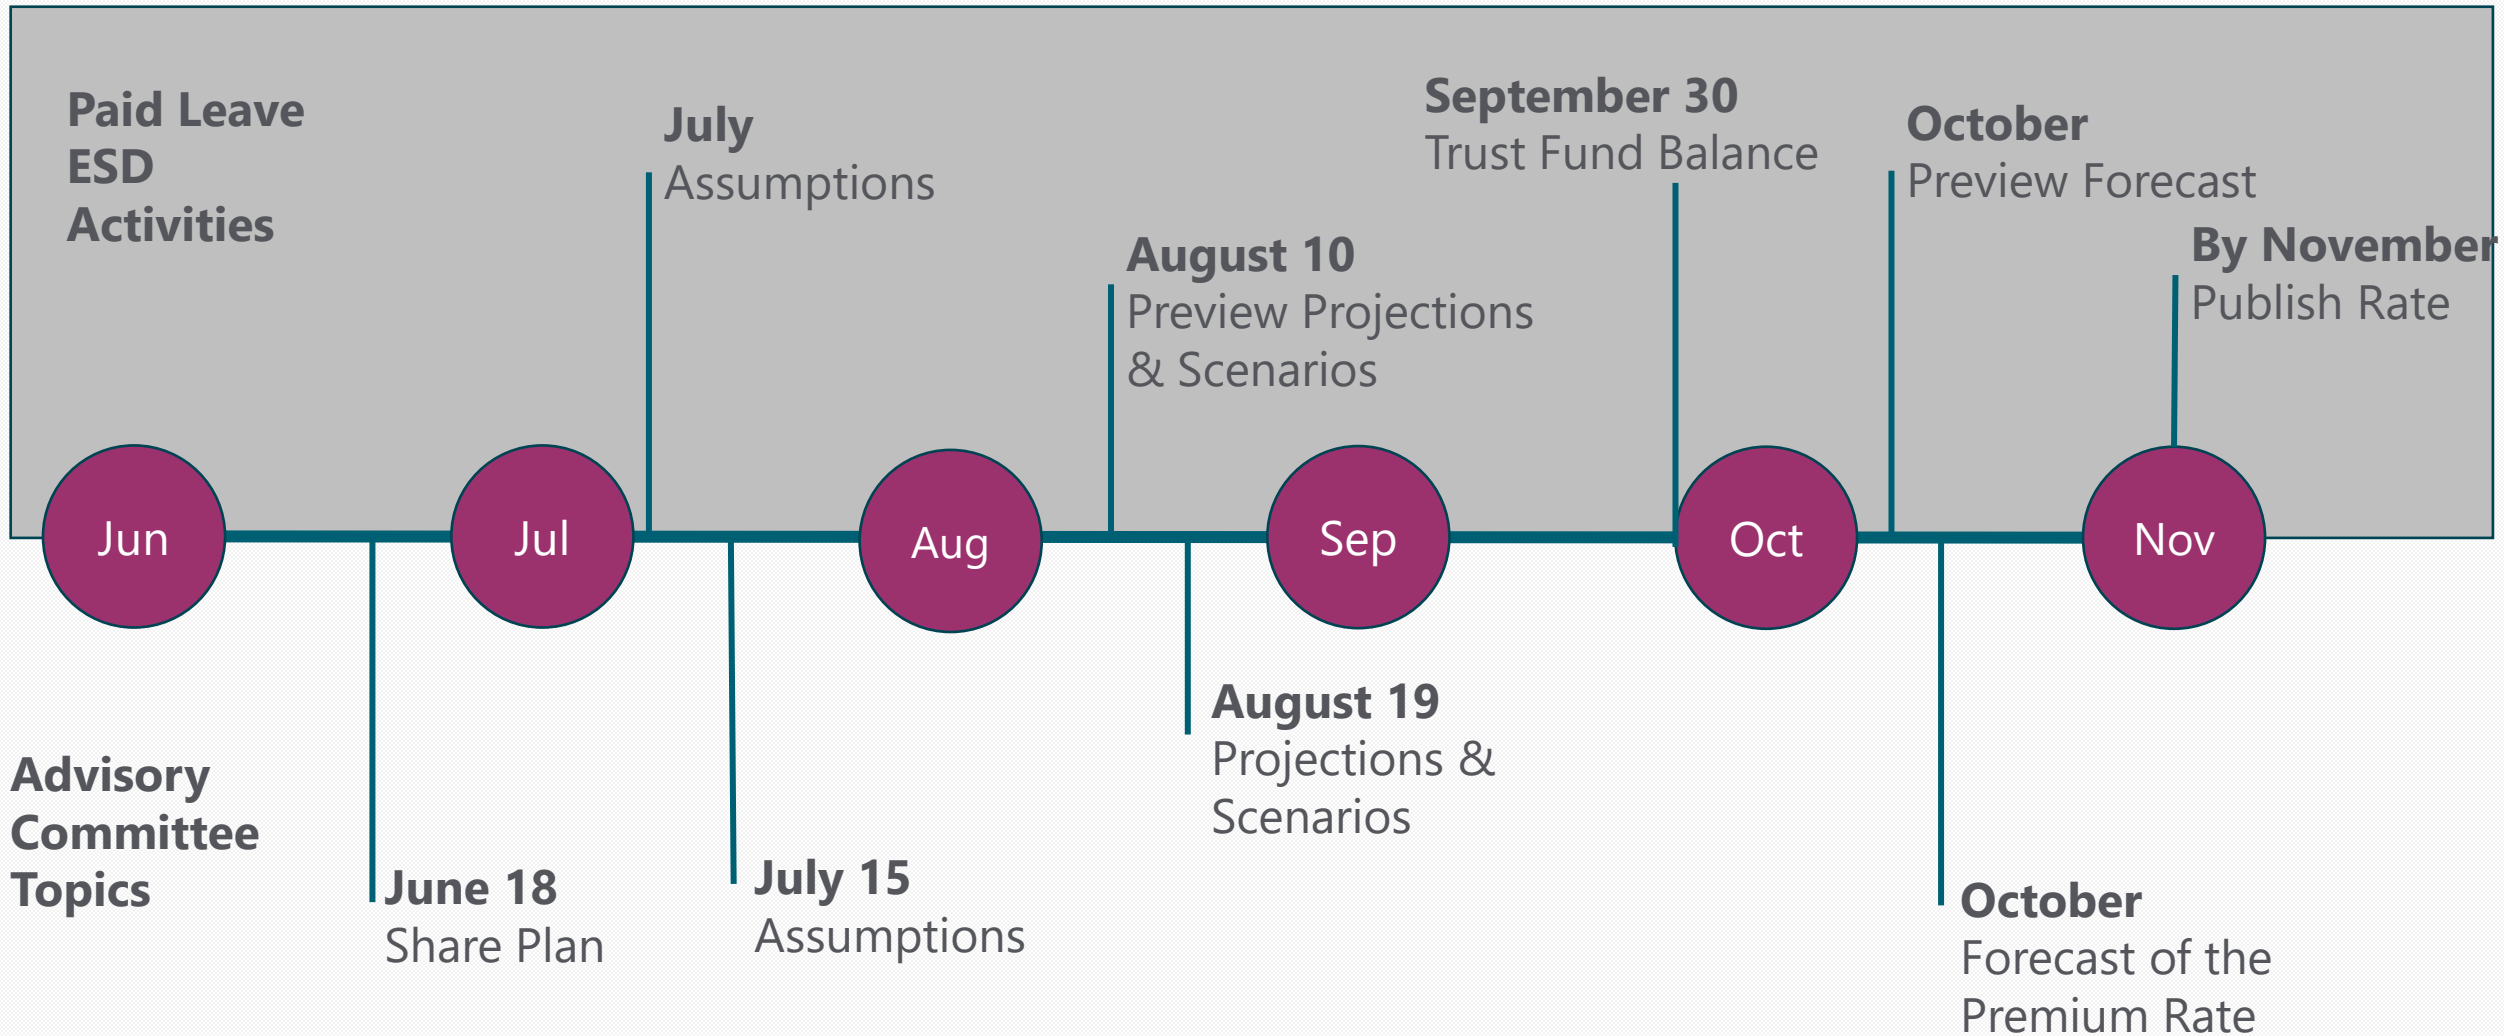 Paid Leave
ESD
Activities
July
Assumptions
August 10
Preview Projections
& Scenarios
September 30
Trust Fund Balance
October
Preview Forecast
By November
Publish Rate
Jun
Jul
Aug
Sep
Oct
Nov
Advisory
Committee
Topics
June 18
Share Plan
July 15
Assumptions
August 19
Projections &
Scenarios
October
Forecast of the
Premium Rate